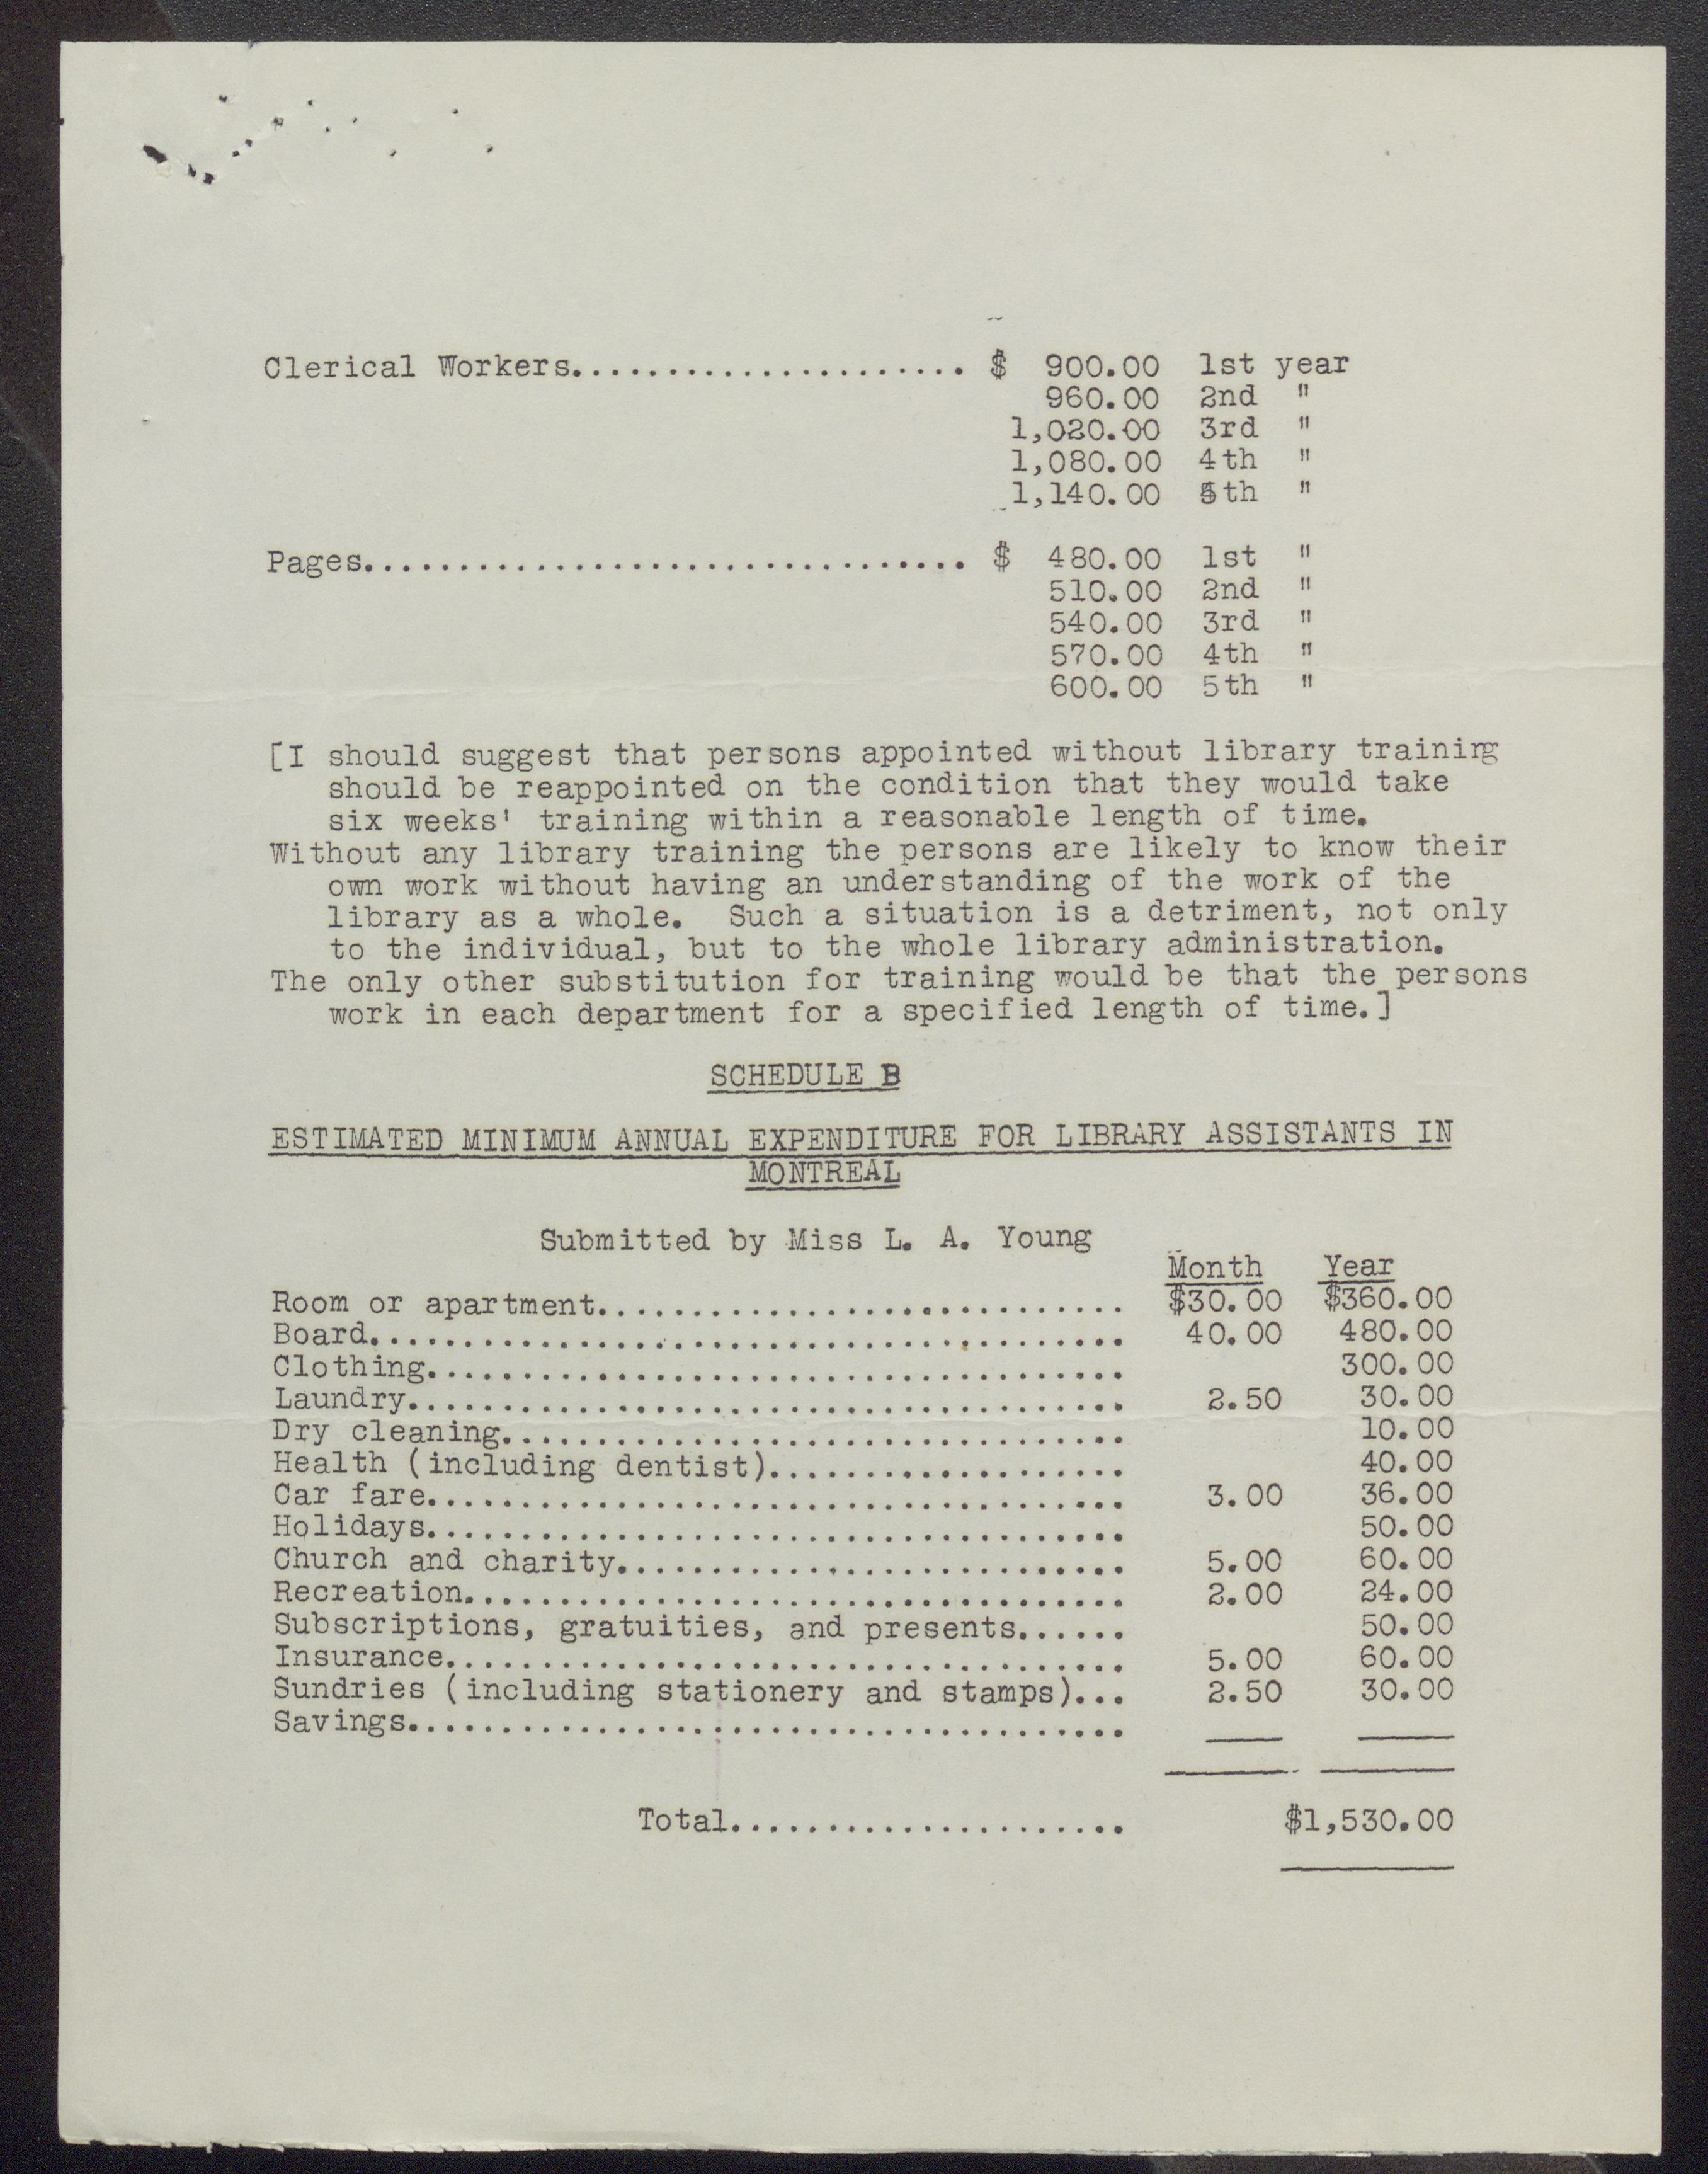 Clerical Workers..................... $ 900.00 1st year
960.00 2nd "
1,020.00 3rd "
1,080.00 4th "
1,140.00 5th "
Pages................................ $ 480.00 1st "
510.00 2nd "
540.00 3rd "
570.00 4th "
600.00 5th "
[I should suggest that persons appointed without library training
should be reappointed on the condition that they would take
six weeks' training within a reasonable length of time.
Without any library training the persons are likely to know their
own work without having an understanding of the work of the
library as a whole. Such a situation is a detriment, not only
to the individual, but to the whole library administration.
The only other substitution for training would be that the persons
work in each department for a specified length of time.]
SCHEDULE B
ESTIMATED MINIMUM ANNUAL EXPENDITURE FOR LIBRARY ASSISTANTS IN
MONTREAL
Submitted by Miss L. A. Young
Month Year
Room or apartment............................ $30.00 $360.00
Board........................................ 40.00 480.00
Clothing..................................... 300.00
Laundry...................................... 2.50 30.00
Dry cleaning................................. 10.00
Health (including dentist)................... 40.00
Car fare..................................... 3.00 36.00
Holidays..................................... 50.00
Church and charity........................... 5.00 60.00
Recreation................................... 2.00 24.00
Subscriptions, gratuities, and presents...... 50.00
Insurance.................................... 5.00 60.00
Sundries (including stationery and stamps)... 2.50 30.00
Savings......................................
Total..................... $1,530.00